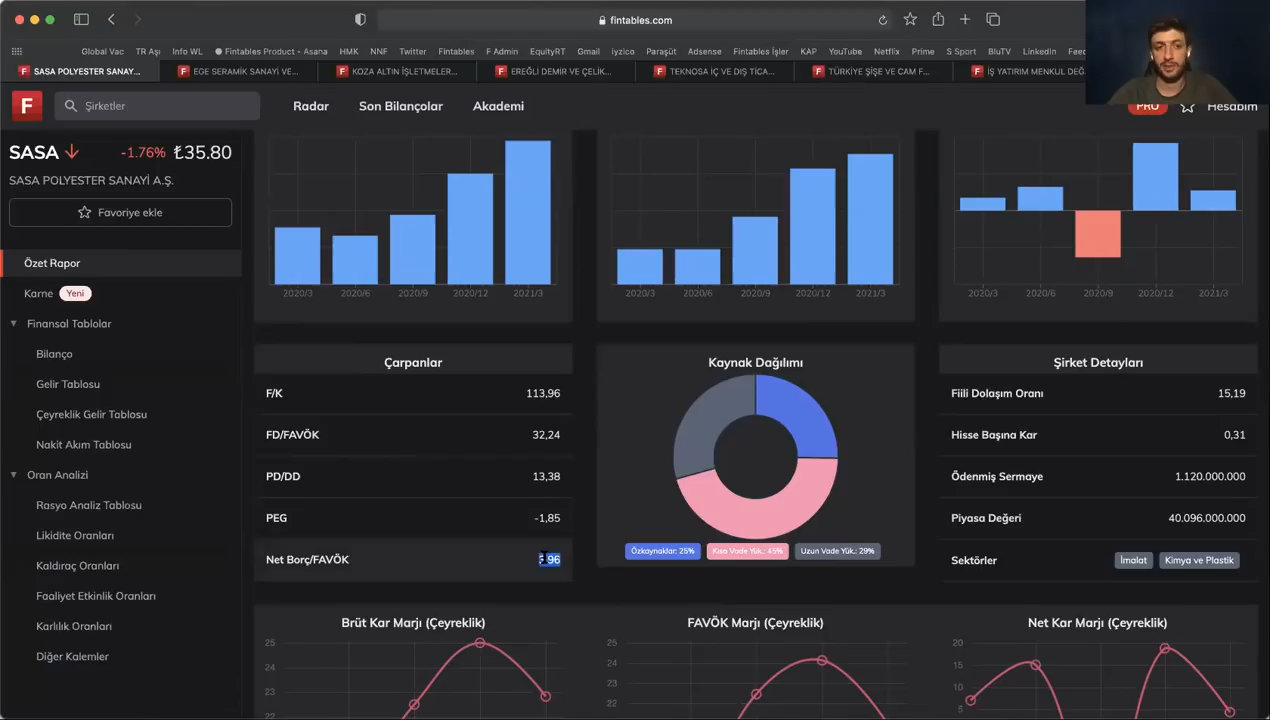 fintables.com
Global Vac TR Aşı Info WL Fintables Product – Asana HMK NNF Twitter Fintables F Admin EquityRT Gmail iyzico Paraşüt Adsense Fintables İşler KAP YouTube Netflix Prime S Sport BluTV LinkedIn
SASA POLYESTER SANAY... EGE SERAMİK SANAYİ VE... KOZA ALTIN İŞLETMELER... EREĞLİ DEMİR VE ÇELİK... TEKNOSA İÇ VE DIŞ TİCA... TÜRKİYE ŞİŞE VE CAM F... İŞ YATIRIM MENKUL DEĞ
F Şirketler Radar Son Bilançolar Akademi PRO Hesabım
SASA -1.76% ₺35.80
SASA POLYESTER SANAYİ A.Ş.
Favoriye ekle
Özet Rapor
Karne Yeni
Finansal Tablolar
Bilanço
Gelir Tablosu
Çeyreklik Gelir Tablosu
Nakit Akım Tablosu
Oran Analizi
Rasyo Analiz Tablosu
Likidite Oranları
Kaldıraç Oranları
Faaliyet Etkinlik Oranları
Karlılık Oranları
Diğer Kalemler
2020/3 2020/6 2020/9 2020/12 2021/3
2020/3 2020/6 2020/9 2020/12 2021/3
2020/3 2020/6 2020/9 2020/12 2021/3
Çarpanlar
F/K 113,96
FD/FAVÖK 32,24
PD/DD 13,38
PEG -1,85
Net Borç/FAVÖK
Kaynak Dağılımı
Özkaynaklar: 25% Kısa Vade Yük.: 45% Uzun Vade Yük.: 29%
Şirket Detayları
Fiili Dolaşım Oranı 15,19
Hisse Başına Kar 0,31
Ödenmiş Sermaye 1.120.000.000
Piyasa Değeri 40.096.000.000
Sektörler İmalat Kimya ve Plastik
Brüt Kar Marjı (Çeyreklik)
25
24
23
22
FAVÖK Marjı (Çeyreklik)
25
24
23
22
Net Kar Marjı (Çeyreklik)
20
15
10
5